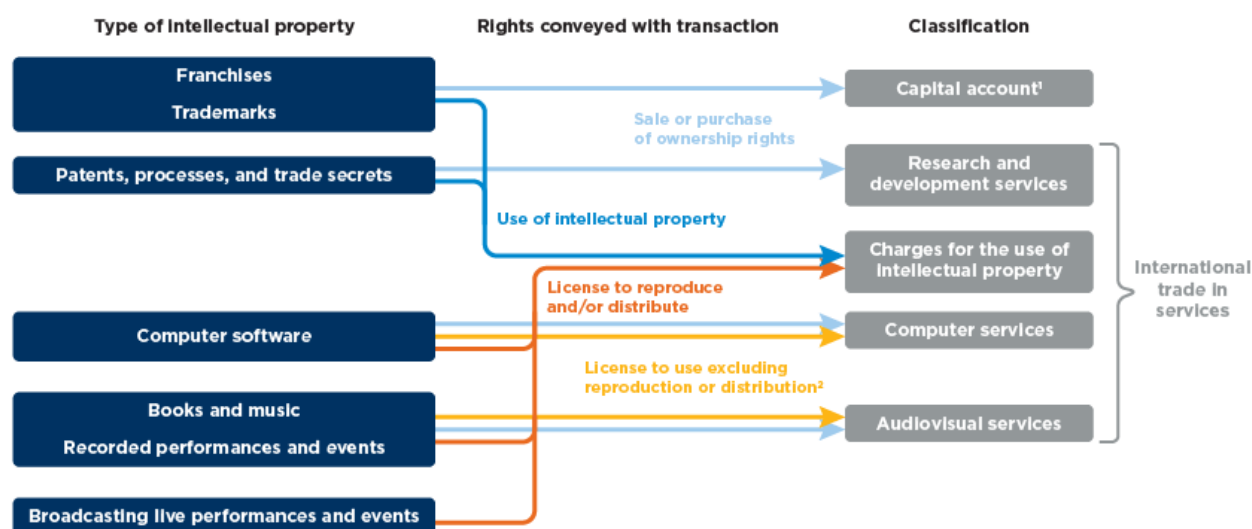 Type of intellectual property
Rights conveyed with transaction
Classification
Franchises
Trademarks
Capital account¹
Sale or purchase
of ownership rights
Patents, processes, and trade secrets
Research and
development services
Use of intellectual property
Charges for the use of
intellectual property
International
trade in
services
License to reproduce
and/or distribute
Computer software
Computer services
License to use excluding
reproduction or distribution²
Books and music
Recorded performances and events
Audiovisual services
Broadcasting live performances and events